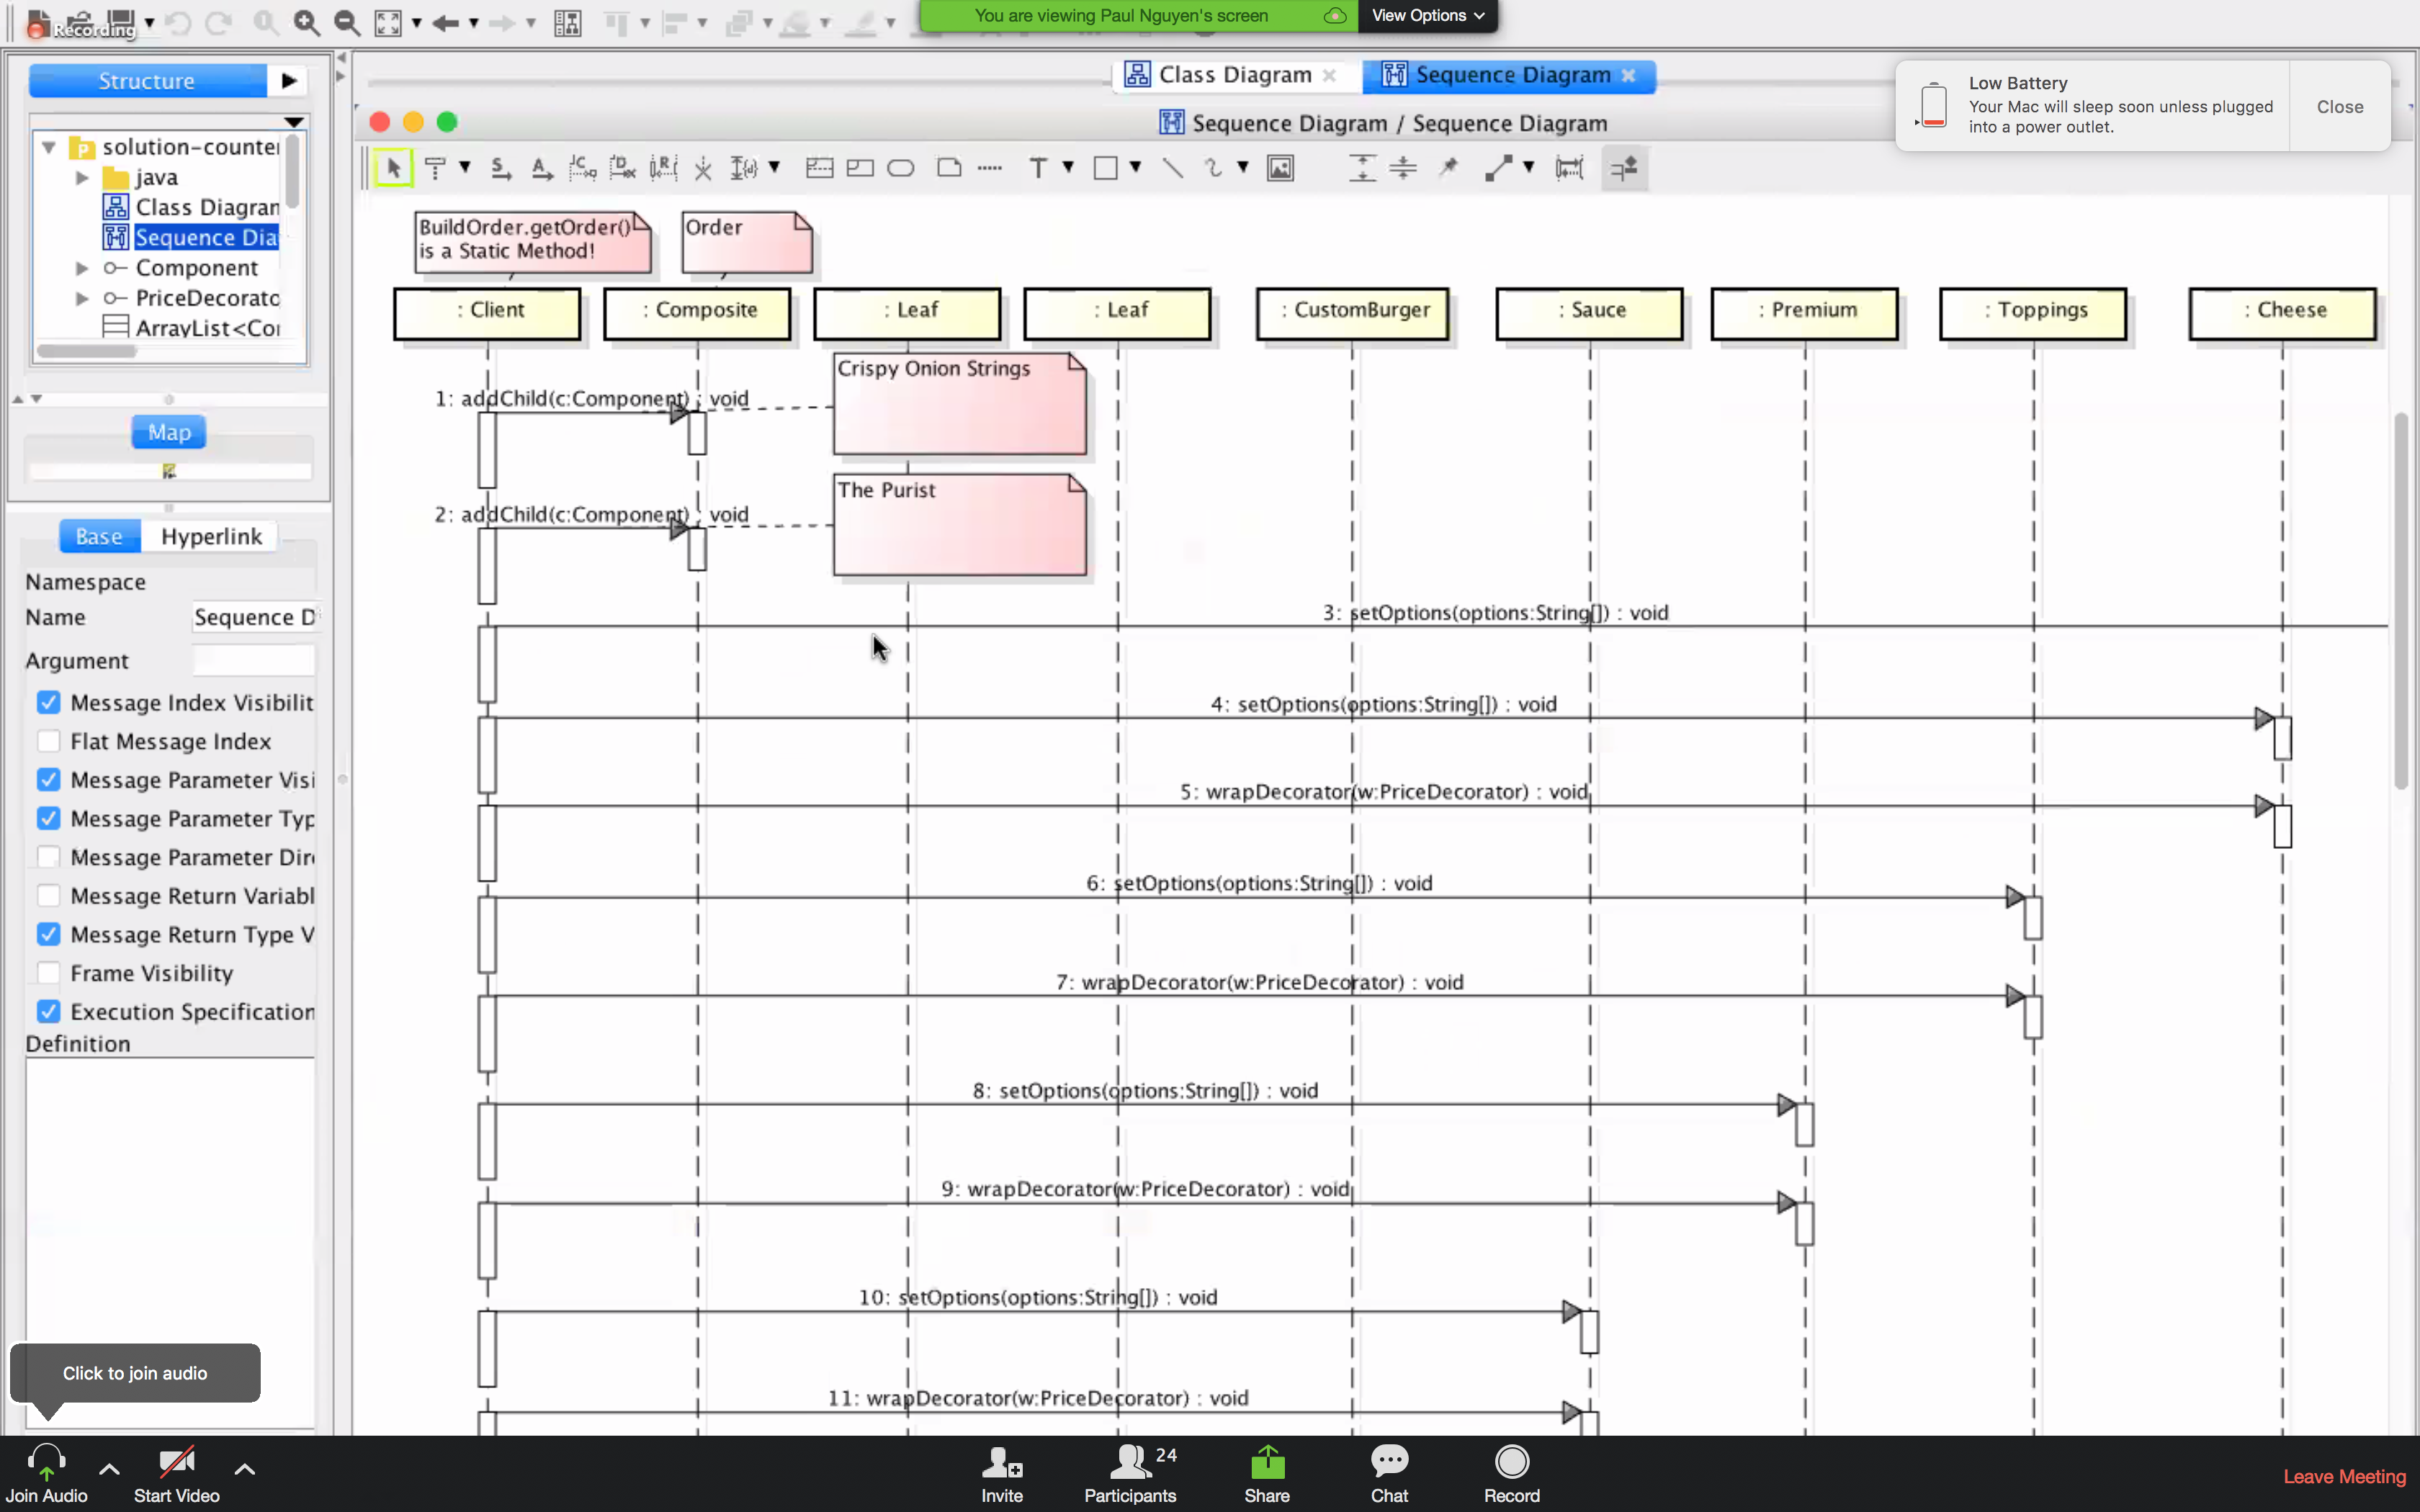 Recording
You are viewing Paul Nguyen's screen
View Options
Structure
Class Diagram
Sequence Diagram
Low Battery
Your Mac will sleep soon unless plugged
into a power outlet.
Close
Sequence Diagram / Sequence Diagram
solution-counter
java
Class Diagran
Sequence Dia
Component
PriceDecorato
ArrayList<Cor
Map
Base
Hyperlink
Namespace
Name
Sequence D
Argument
Message Index Visibilit
Flat Message Index
Message Parameter Visi
Message Parameter Typ
Message Parameter Dire
Message Return Variabl
Message Return Type V
Frame Visibility
Execution Specification
Definition
BuildOrder.getOrder()
is a Static Method!
Order
: Client
: Composite
: Leaf
: Leaf
: CustomBurger
: Sauce
: Premium
: Toppings
: Cheese
Crispy Onion Strings
1: addChild(c:Component) : void
The Purist
2: addChild(c:Component) : void
3: setOptions(options:String[]) : void
4: setOptions(options:String[]) : void
5: wrapDecorator(w:PriceDecorator) : void
6: setOptions(options:String[]) : void
7: wrapDecorator(w:PriceDecorator) : void
8: setOptions(options:String[]) : void
9: wrapDecorator(w:PriceDecorator) : void
10: setOptions(options:String[]) : void
11: wrapDecorator(w:PriceDecorator) : void
Click to join audio
Join Audio
Start Video
Invite
24
Participants
Share
Chat
Record
Leave Meeting